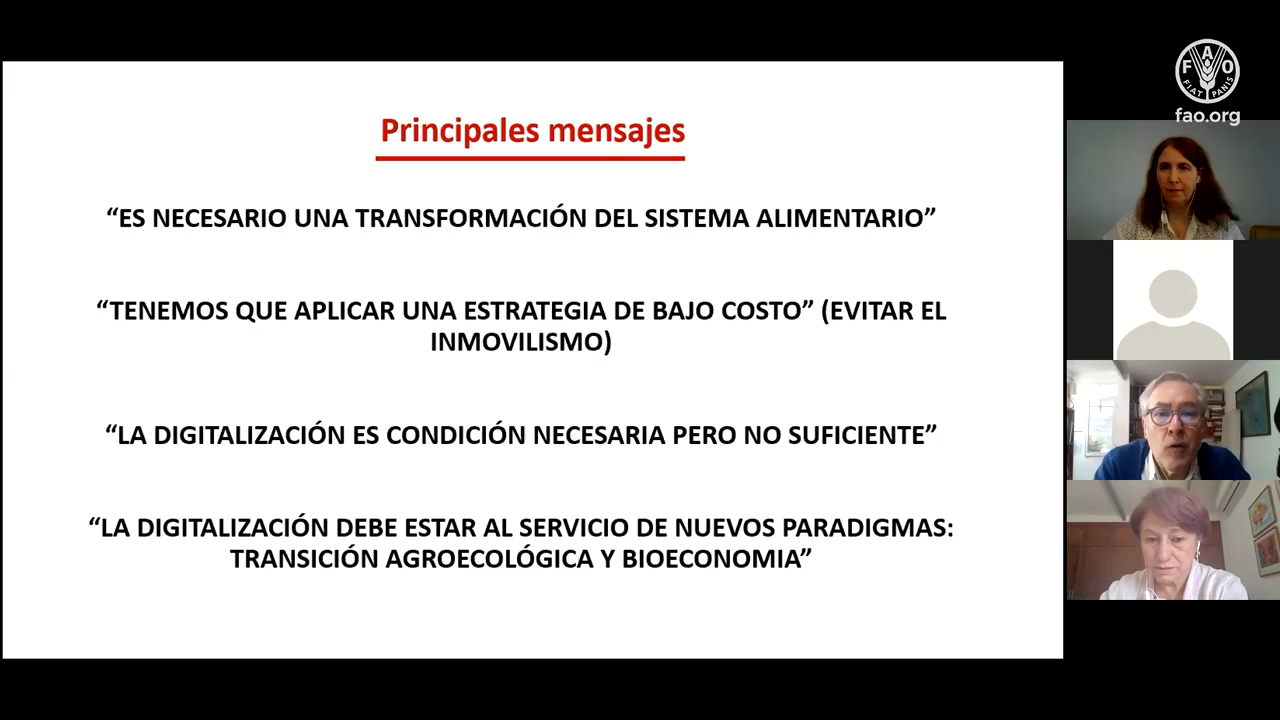 Principales mensajes
“ES NECESARIO UNA TRANSFORMACIÓN DEL SISTEMA ALIMENTARIO”
“TENEMOS QUE APLICAR UNA ESTRATEGIA DE BAJO COSTO” (EVITAR EL
INMOVILISMO)
“LA DIGITALIZACIÓN ES CONDICIÓN NECESARIA PERO NO SUFICIENTE”
“LA DIGITALIZACIÓN DEBE ESTAR AL SERVICIO DE NUEVOS PARADIGMAS:
TRANSICIÓN AGROECOLÓGICA Y BIOECONOMIA”
FAO
FIAT PANIS
fao.org